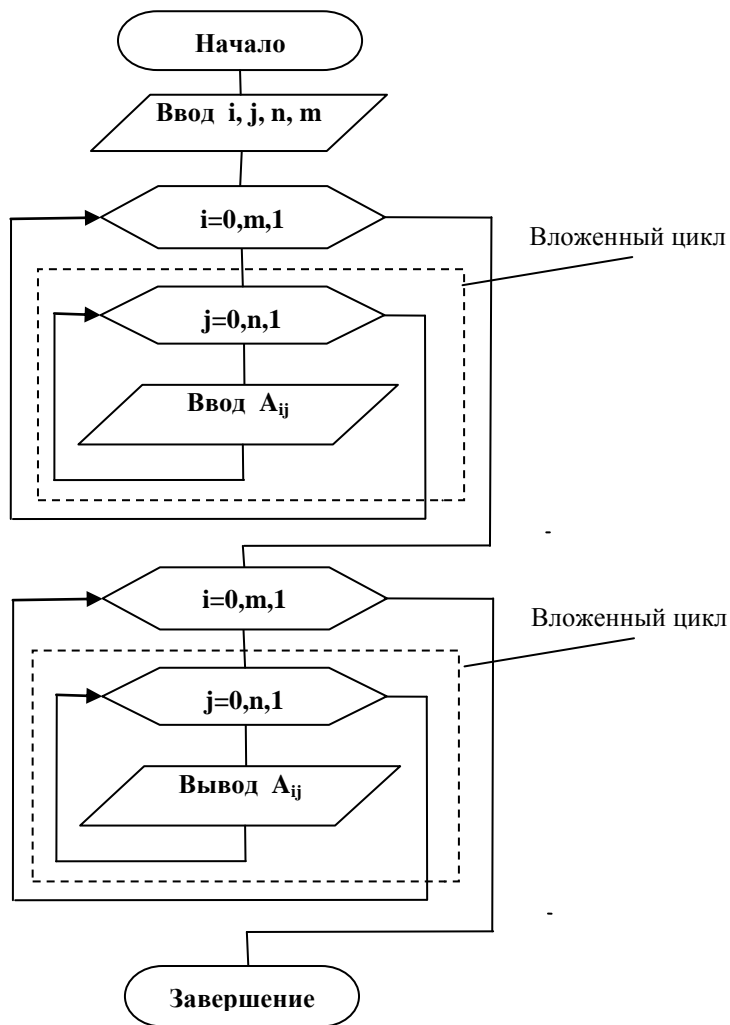 Начало
Ввод i, j, n, m
i=0,m,1
Вложенный цикл
j=0,n,1
Ввод Aij
-
i=0,m,1
Вложенный цикл
j=0,n,1
Вывод Aij
-
Завершение